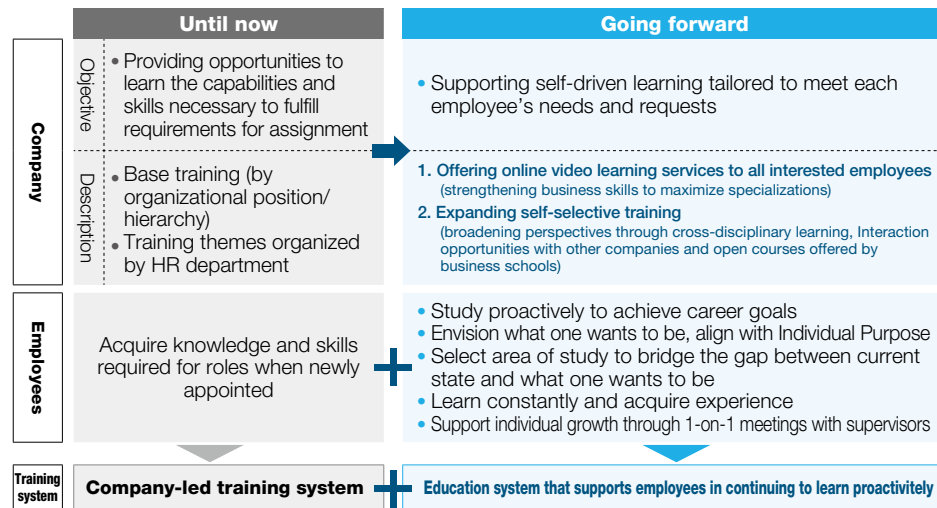 Until now
Going forward
Company
Objective
• Providing opportunities to
learn the capabilities and
skills necessary to fulfill
requirements for assignment
• Supporting self-driven learning tailored to meet each
employee's needs and requests
Description
• Base training (by
organizational position/
hierarchy)
• Training themes organized
by HR department
1. Offering online video learning services to all interested employees
(strengthening business skills to maximize specializations)
2. Expanding self-selective training
(broadening perspectives through cross-disciplinary learning, Interaction
opportunities with other companies and open courses offered by
business schools)
Employees
Acquire knowledge and skills
required for roles when newly
appointed
• Study proactively to achieve career goals
• Envision what one wants to be, align with Individual Purpose
• Select area of study to bridge the gap between current
state and what one wants to be
• Learn constantly and acquire experience
• Support individual growth through 1-on-1 meetings with supervisors
Training
system
Company-led training system
Education system that supports employees in continuing to learn proactivitely